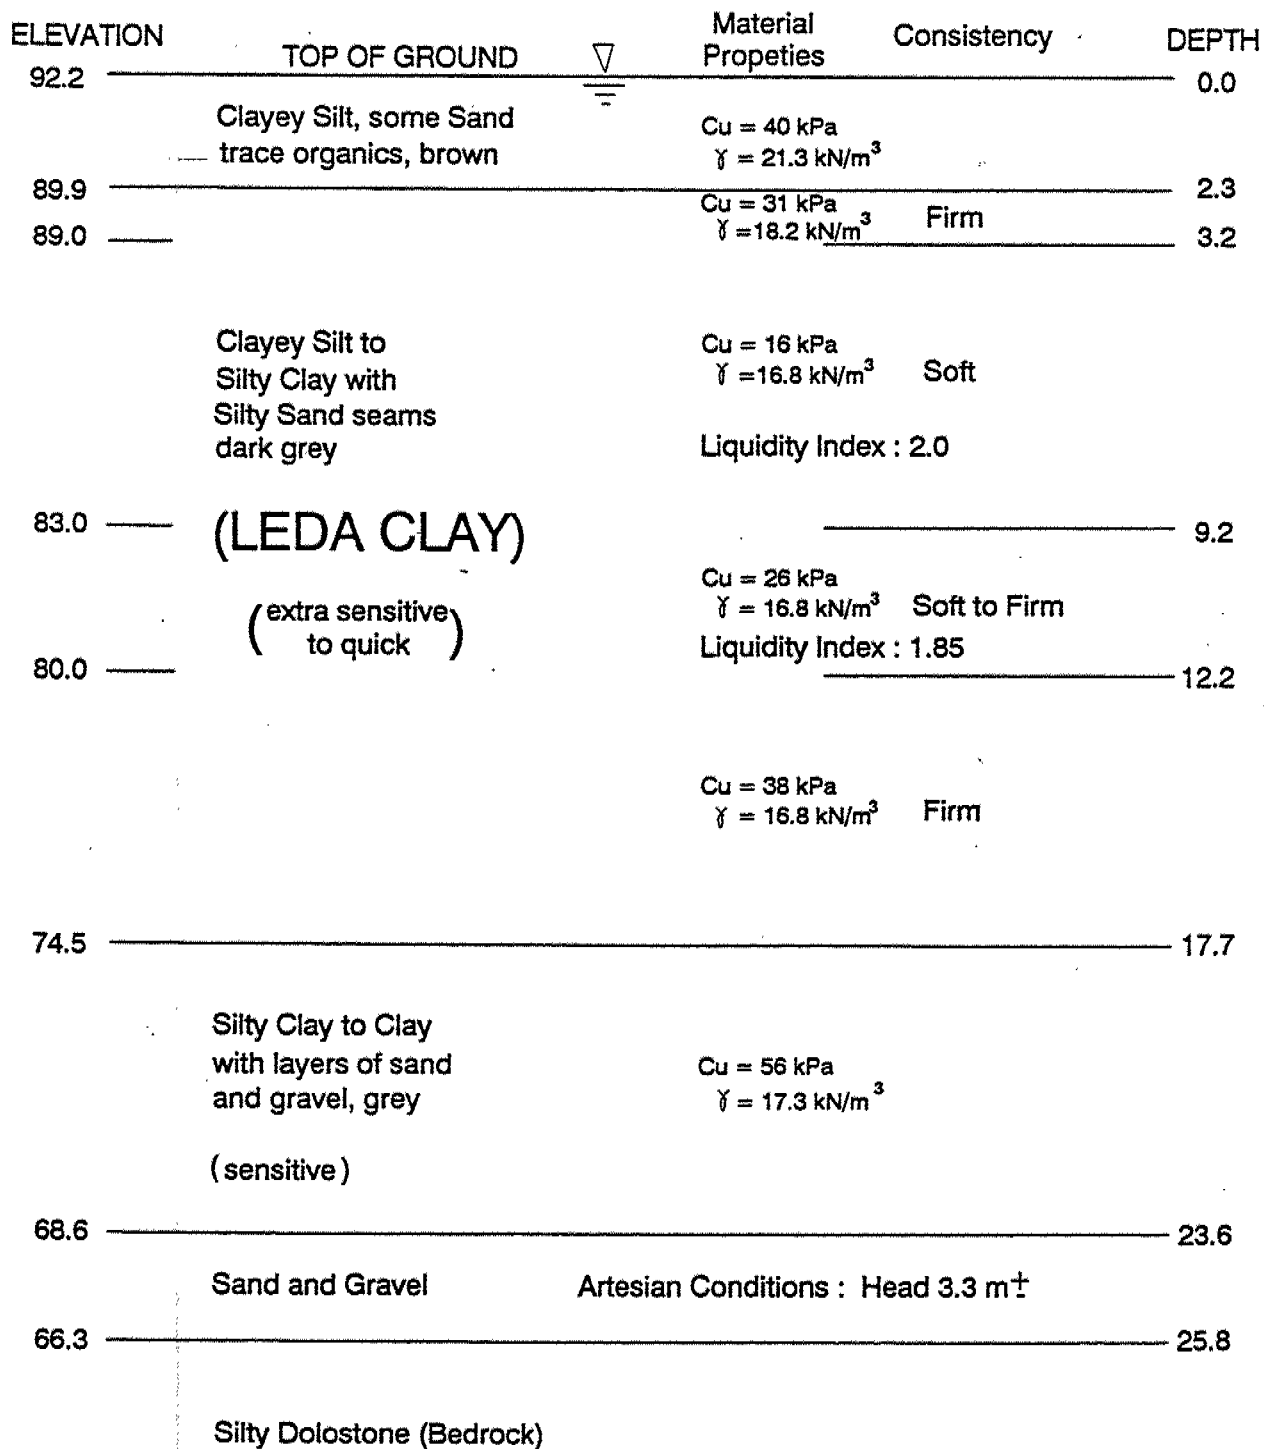 ELEVATION
TOP OF GROUND
Material
Propeties
Consistency
DEPTH
92.2
0.0
Clayey Silt, some Sand
trace organics, brown
Cu = 40 kPa
γ = 21.3 kN/m³
89.9
2.3
Cu = 31 kPa
γ =18.2 kN/m³
Firm
89.0
3.2
Clayey Silt to
Silty Clay with
Silty Sand seams
dark grey
Cu = 16 kPa
γ =16.8 kN/m³
Soft
Liquidity Index : 2.0
83.0
(LEDA CLAY)
9.2
(extra sensitive
to quick)
Cu = 26 kPa
γ = 16.8 kN/m³
Soft to Firm
Liquidity Index : 1.85
80.0
12.2
Cu = 38 kPa
γ = 16.8 kN/m³
Firm
74.5
17.7
Silty Clay to Clay
with layers of sand
and gravel, grey
(sensitive)
Cu = 56 kPa
γ = 17.3 kN/m³
68.6
23.6
Sand and Gravel
Artesian Conditions : Head 3.3 m±
66.3
25.8
Silty Dolostone (Bedrock)